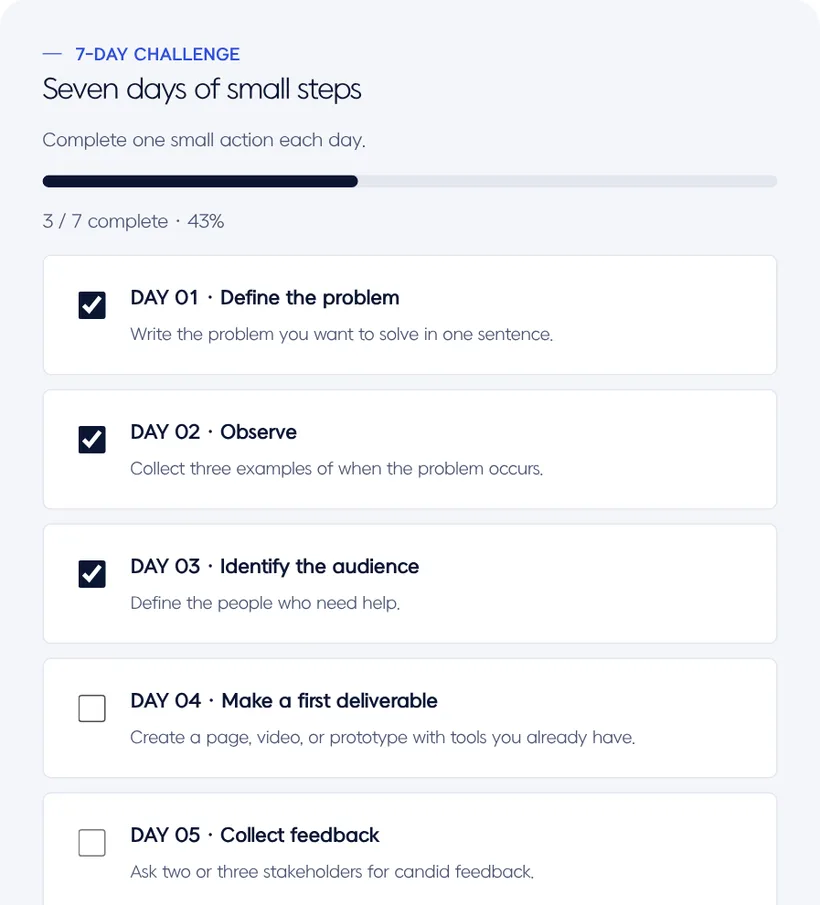 — 7-DAY CHALLENGE
Seven days of small steps
Complete one small action each day.
3 / 7 complete · 43%
DAY 01 · Define the problem
Write the problem you want to solve in one sentence.
DAY 02 · Observe
Collect three examples of when the problem occurs.
DAY 03 · Identify the audience
Define the people who need help.
DAY 04 · Make a first deliverable
Create a page, video, or prototype with tools you already have.
DAY 05 · Collect feedback
Ask two or three stakeholders for candid feedback.